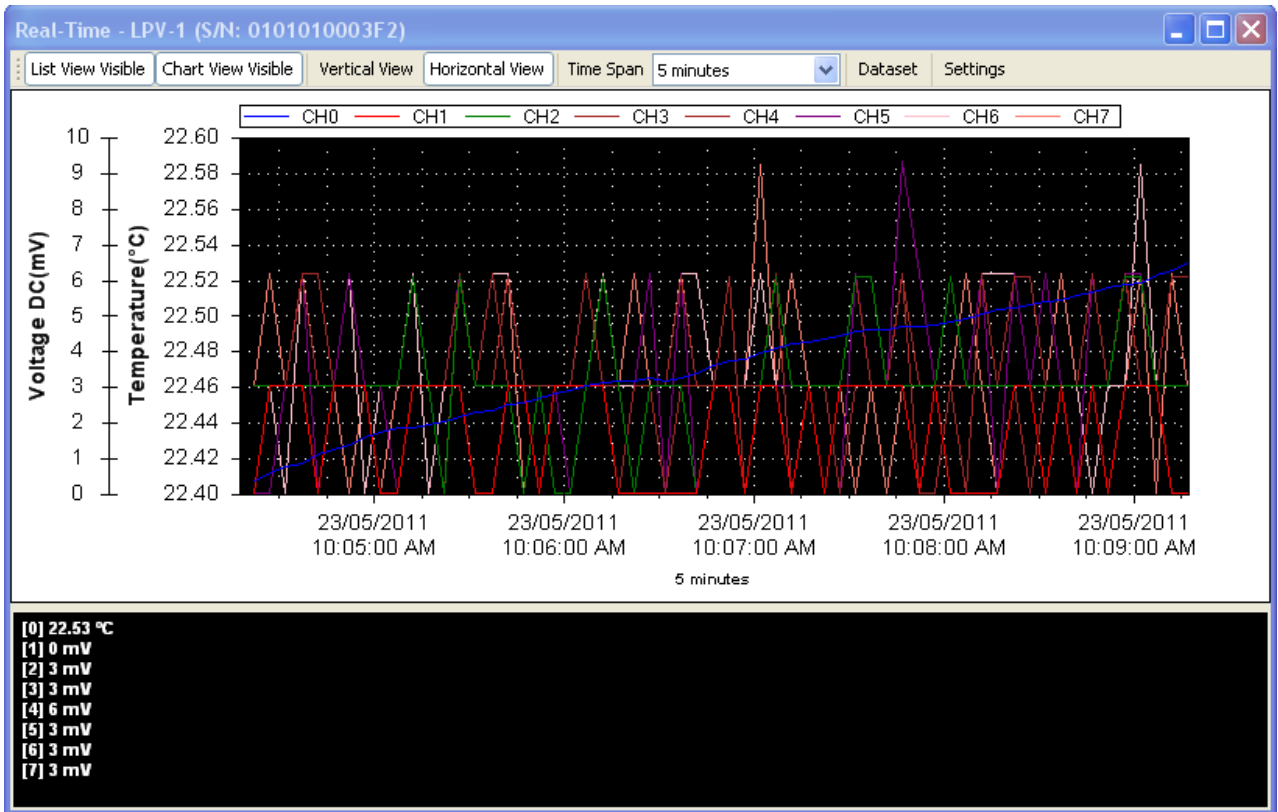 Real-Time - LPV-1 (S/N: 0101010003F2)
List View Visible Chart View Visible Vertical View Horizontal View Time Span 5 minutes Dataset Settings
CH0 CH1 CH2 CH3 CH4 CH5 CH6 CH7
Voltage DC(mV)
10
9
8
7
6
5
4
3
2
1
0
Temperature(°C)
22.60
22.58
22.56
22.54
22.52
22.50
22.48
22.46
22.44
22.42
22.40
23/05/2011 23/05/2011 23/05/2011 23/05/2011 23/05/2011
10:05:00 AM 10:06:00 AM 10:07:00 AM 10:08:00 AM 10:09:00 AM
5 minutes
[0] 22.53 ºC
[1] 0 mV
[2] 3 mV
[3] 3 mV
[4] 6 mV
[5] 3 mV
[6] 3 mV
[7] 3 mV